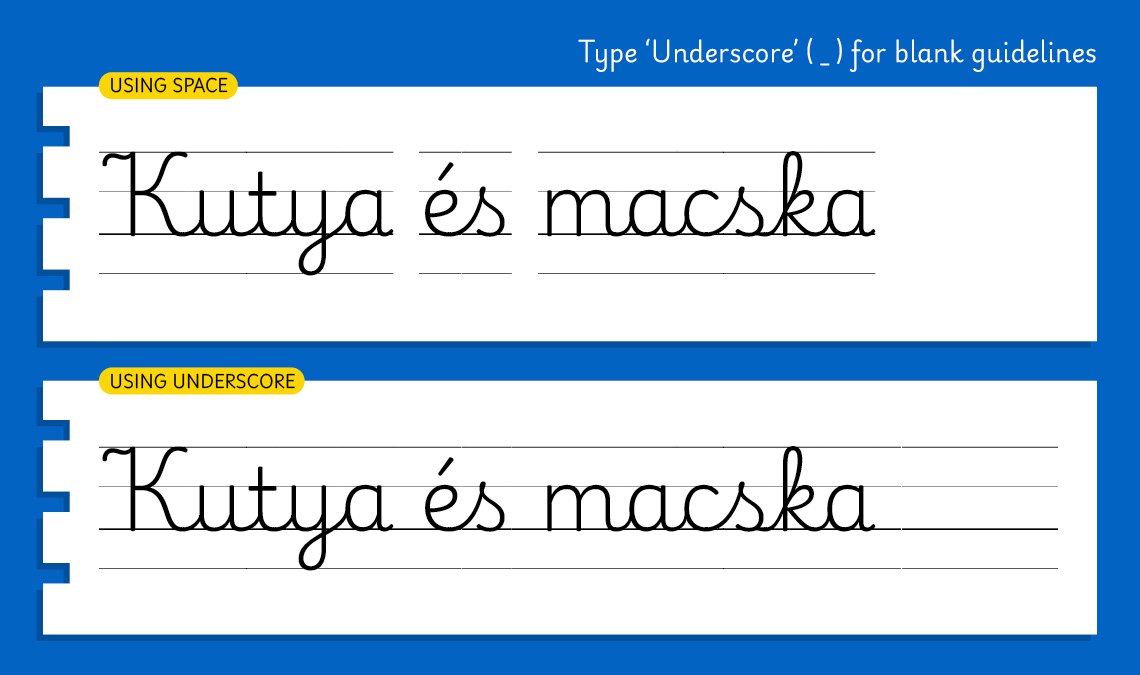 Type ‘Underscore’ ( _ ) for blank guidelines
USING SPACE
Kutya és macska
USING UNDERSCORE
Kutya és macska